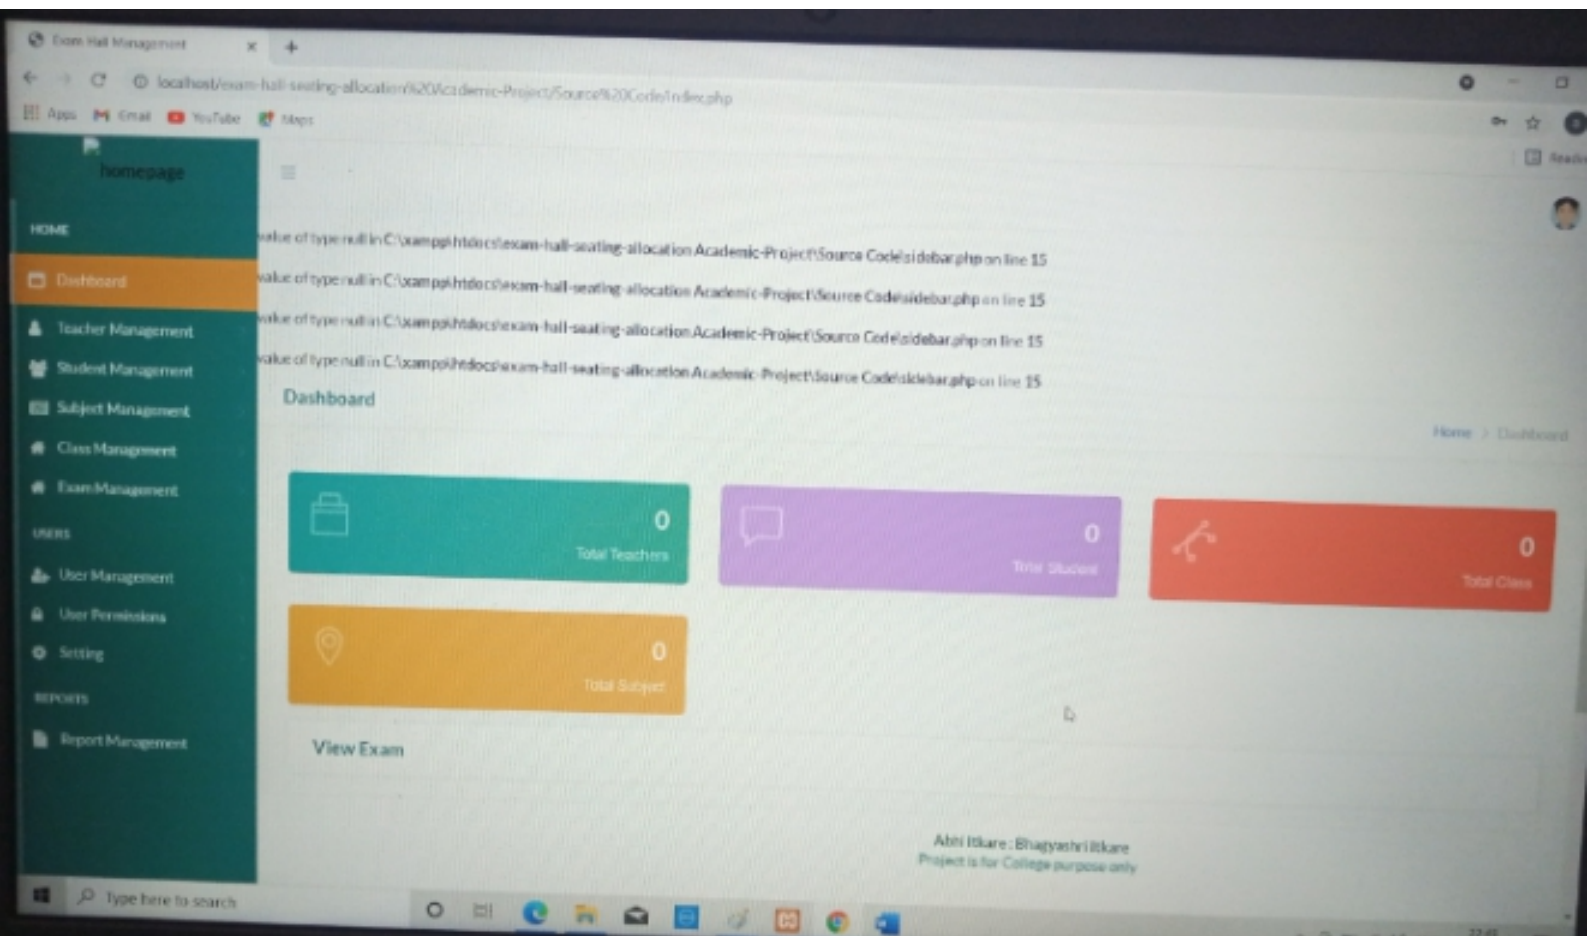 Exam Hall Management
localhost/exam-hall-seating-allocation%20Academic-Project/Source%20Code/index.php
Apps Gmail YouTube Maps
homepage
HOME
value of type null in C:\xampp\htdocs\exam-hall-seating-allocation Academic-Project\Source Code\sidebar.php on line 15
Dashboard
value of type null in C:\xampp\htdocs\exam-hall-seating-allocation Academic-Project\Source Code\sidebar.php on line 15
Teacher Management
value of type null in C:\xampp\htdocs\exam-hall-seating-allocation Academic-Project\Source Code\sidebar.php on line 15
Student Management
value of type null in C:\xampp\htdocs\exam-hall-seating-allocation Academic-Project\Source Code\sidebar.php on line 15
Subject Management
Dashboard
Home > Dashboard
Class Management
Exam Management
USERS
User Management
User Permissions
Setting
REPORTS
Report Management
0
Total Teachers
0
Total Student
0
Total Class
0
Total Subject
View Exam
Abhi Itkare : Bhagyashri Itkare
Project is for College purpose only
Type here to search